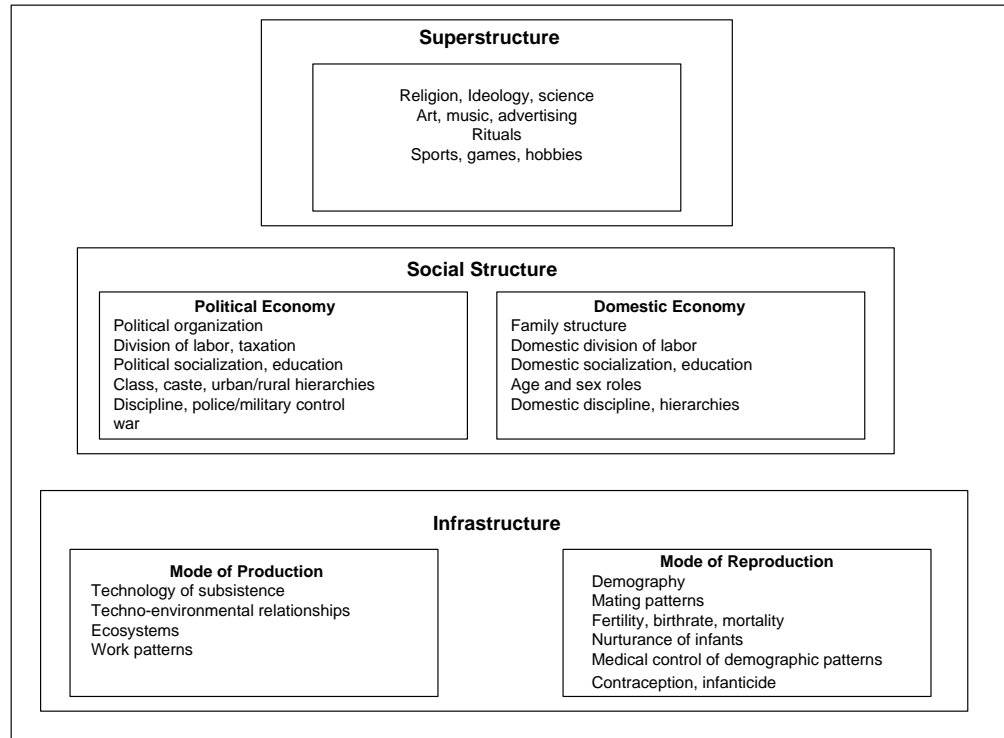 Superstructure
Religion, Ideology, science
Art, music, advertising
Rituals
Sports, games, hobbies
Social Structure
Political Economy
Political organization
Division of labor, taxation
Political socialization, education
Class, caste, urban/rural hierarchies
Discipline, police/military control
war
Domestic Economy
Family structure
Domestic division of labor
Domestic socialization, education
Age and sex roles
Domestic discipline, hierarchies
Infrastructure
Mode of Production
Technology of subsistence
Techno-environmental relationships
Ecosystems
Work patterns
Mode of Reproduction
Demography
Mating patterns
Fertility, birthrate, mortality
Nurturance of infants
Medical control of demographic patterns
Contraception, infanticide